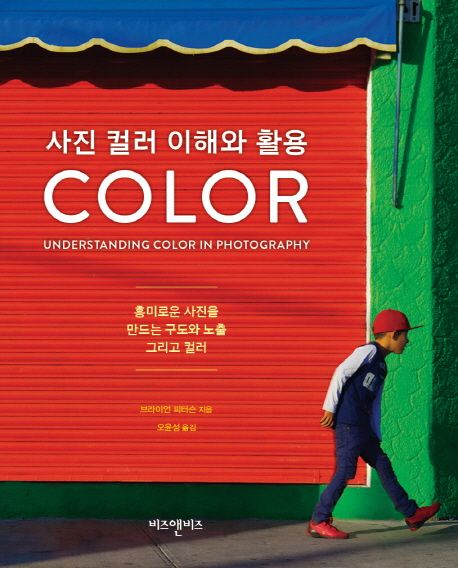 사진 컬러 이해와 활용
COLOR
UNDERSTANDING COLOR IN PHOTOGRAPHY
흥미로운 사진을
만드는 구도와 노출
그리고 컬러
브라이언 피터슨 지음
오윤성 옮김
비즈앤비즈